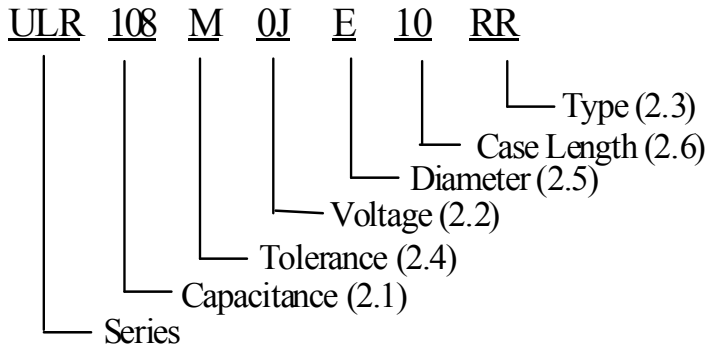 ULR 108 M 0J E 10 RR
Type (2.3)
Case Length (2.6)
Diameter (2.5)
Voltage (2.2)
Tolerance (2.4)
Capacitance (2.1)
Series